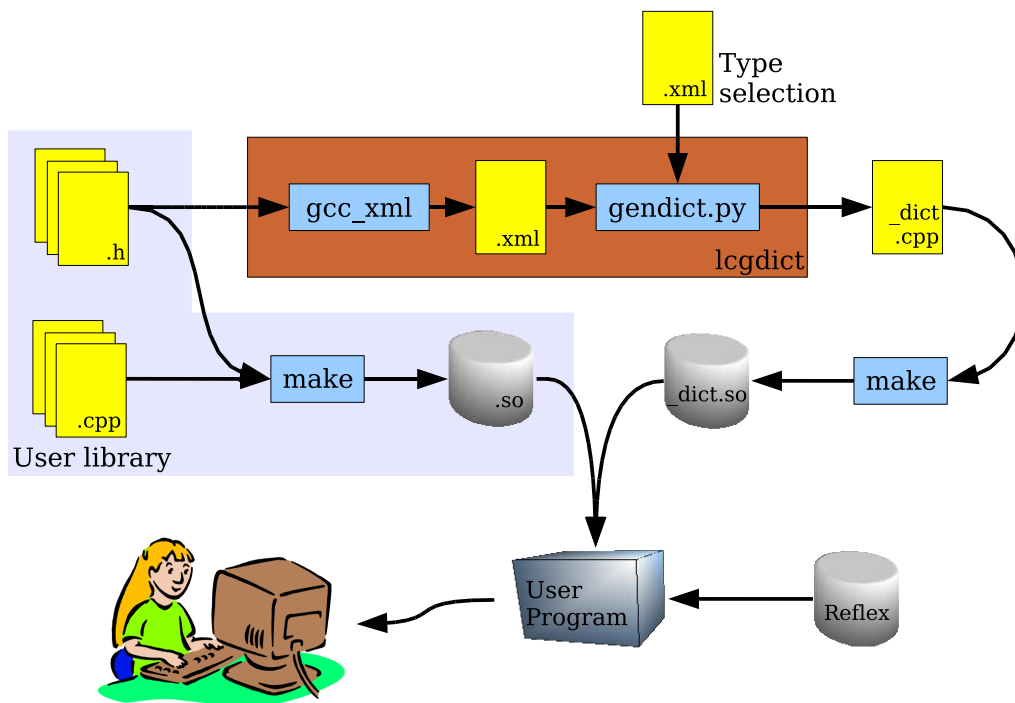 .xml
Type
selection
.h
gcc_xml
.xml
gendict.py
_dict
.cpp
lcgdict
.cpp
make
.so
_dict.so
make
User library
User
Program
Reflex